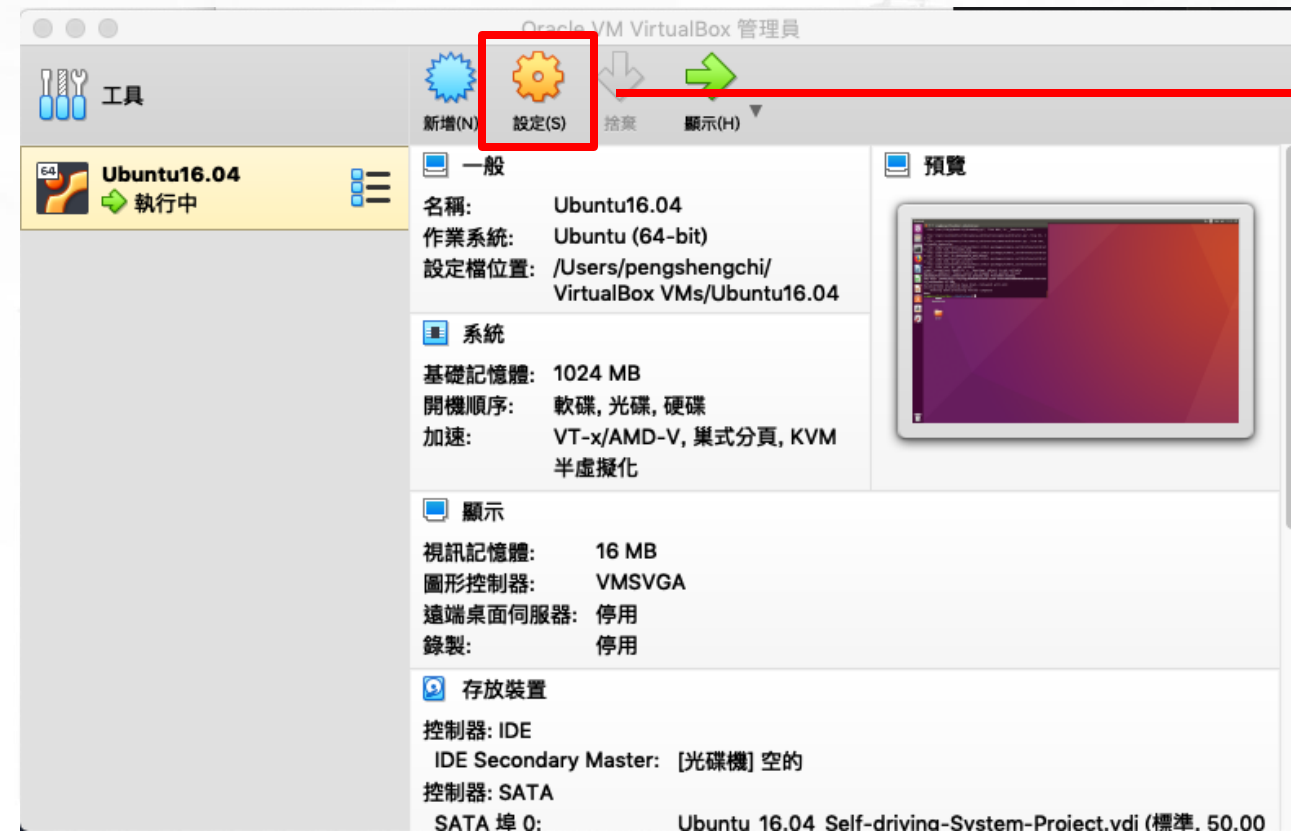 Oracle VM VirtualBox 管理員
工具
新增(N)
設定(S)
捨棄
顯示(H)
64
Ubuntu16.04
執行中
一般
名稱: Ubuntu16.04
作業系統: Ubuntu (64-bit)
設定檔位置: /Users/pengshengchi/
VirtualBox VMs/Ubuntu16.04
預覽
系統
基礎記憶體: 1024 MB
開機順序: 軟碟, 光碟, 硬碟
加速: VT-x/AMD-V, 巢式分頁, KVM
半虛擬化
顯示
視訊記憶體: 16 MB
圖形控制器: VMSVGA
遠端桌面伺服器: 停用
錄製: 停用
存放裝置
控制器: IDE
IDE Secondary Master: [光碟機] 空的
控制器: SATA
SATA 埠 0: Ubuntu 16.04 Self-driving-System-Project.vdi (標準, 50.00